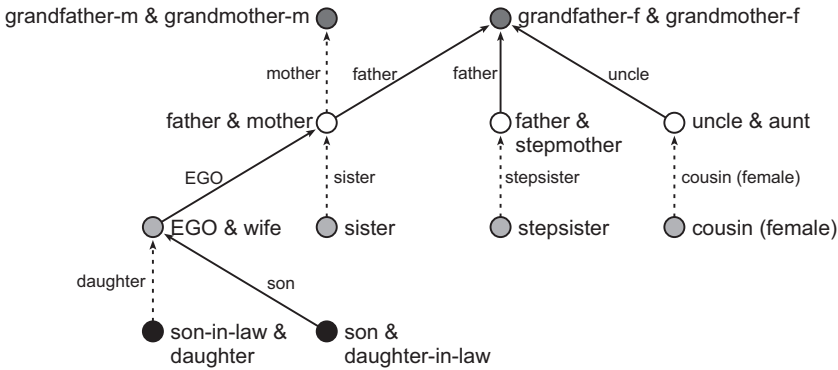 grandfather-m & grandmother-m
grandfather-f & grandmother-f
mother
father
father
uncle
father & mother
father &
stepmother
uncle & aunt
EGO
sister
stepsister
cousin (female)
EGO & wife
sister
stepsister
cousin (female)
daughter
son
son-in-law &
daughter
son &
daughter-in-law